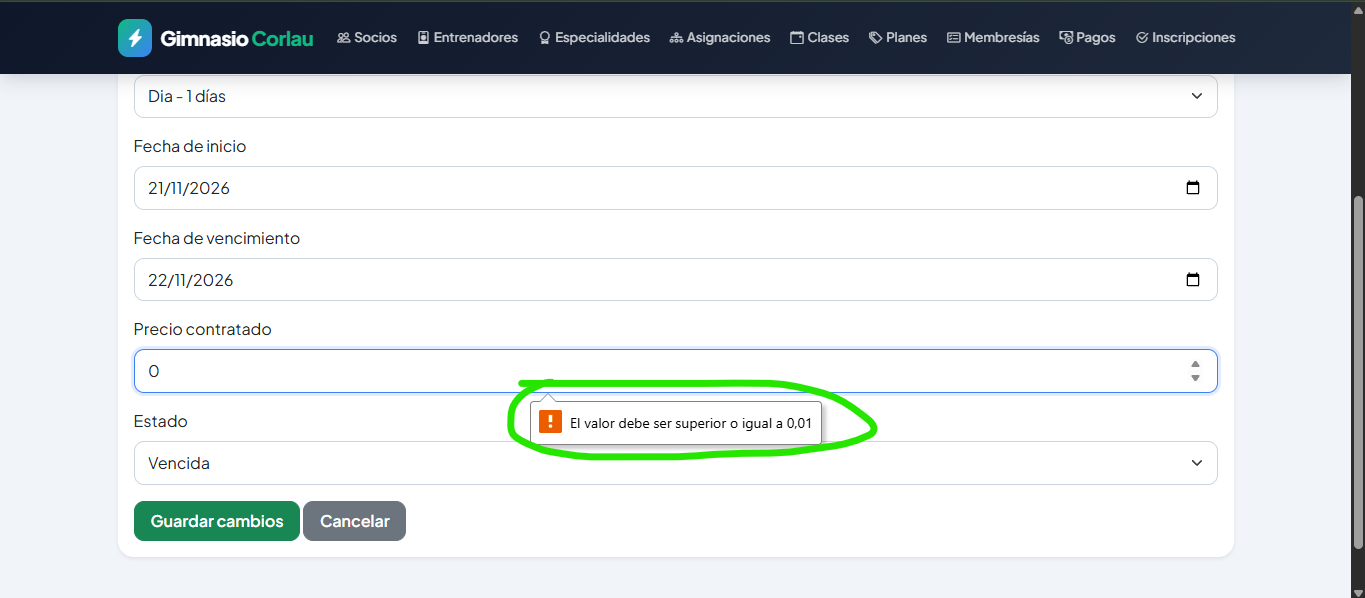 Gimnasio Corlau Socios Entrenadores Especialidades Asignaciones Clases Planes Membresías Pagos Inscripciones
Dia - 1 días
Fecha de inicio
21/11/2026
Fecha de vencimiento
22/11/2026
Precio contratado
0
El valor debe ser superior o igual a 0,01
Estado
Vencida
Guardar cambios Cancelar